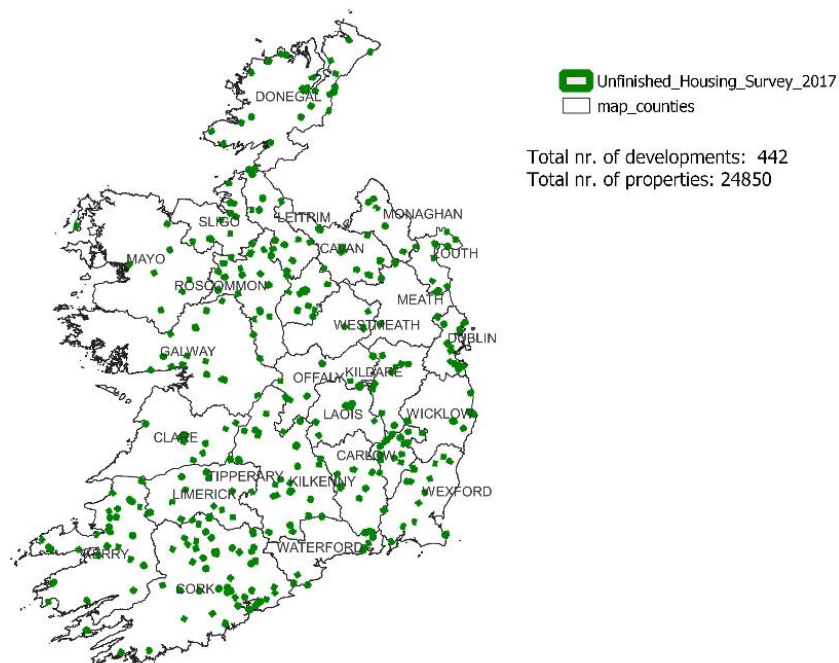 Unfinished_Housing_Survey_2017
map_counties
Total nr. of developments: 442
Total nr. of properties: 24850
DONEGAL
MONAGHAN
SLIGO
LEITRIM
CAVAN
LOUTH
MAYO
ROSCOMMON
MEATH
WESTMEATH
DUBLIN
GALWAY
OFFALY
KILDARE
LAOIS
WICKLOW
CLARE
CARLOW
TIPPERARY
KILKENNY
LIMERICK
WEXFORD
WATERFORD
KERRY
CORK